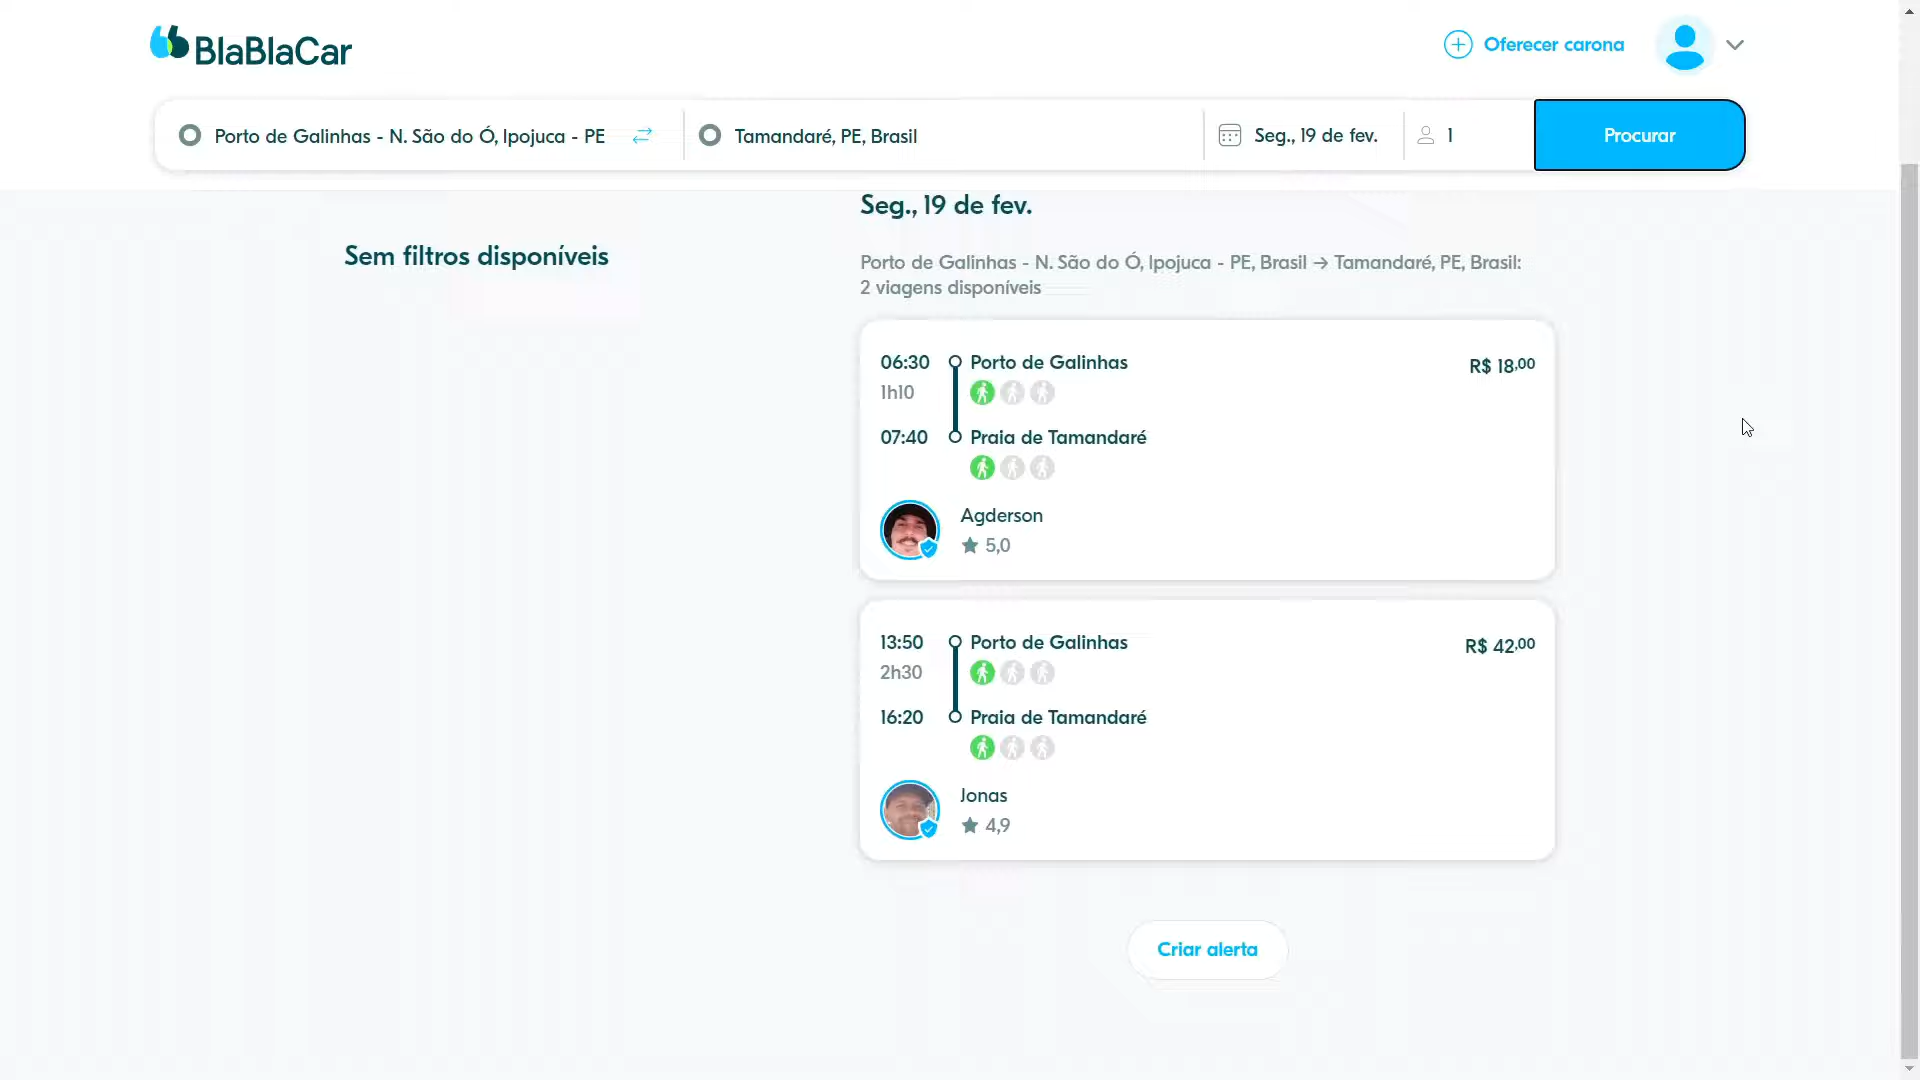 BlaBlaCar
Oferecer carona
Porto de Galinhas - N. São do Ó, Ipojuca - PE
Tamandaré, PE, Brasil
Seg., 19 de fev.
1
Procurar
Sem filtros disponíveis
Seg., 19 de fev.
Porto de Galinhas - N. São do Ó, Ipojuca - PE, Brasil → Tamandaré, PE, Brasil:
2 viagens disponíveis
06:30 Porto de Galinhas R$ 18,00
1h10
07:40 Praia de Tamandaré
Agderson
5,0
13:50 Porto de Galinhas R$ 42,00
2h30
16:20 Praia de Tamandaré
Jonas
4,9
Criar alerta